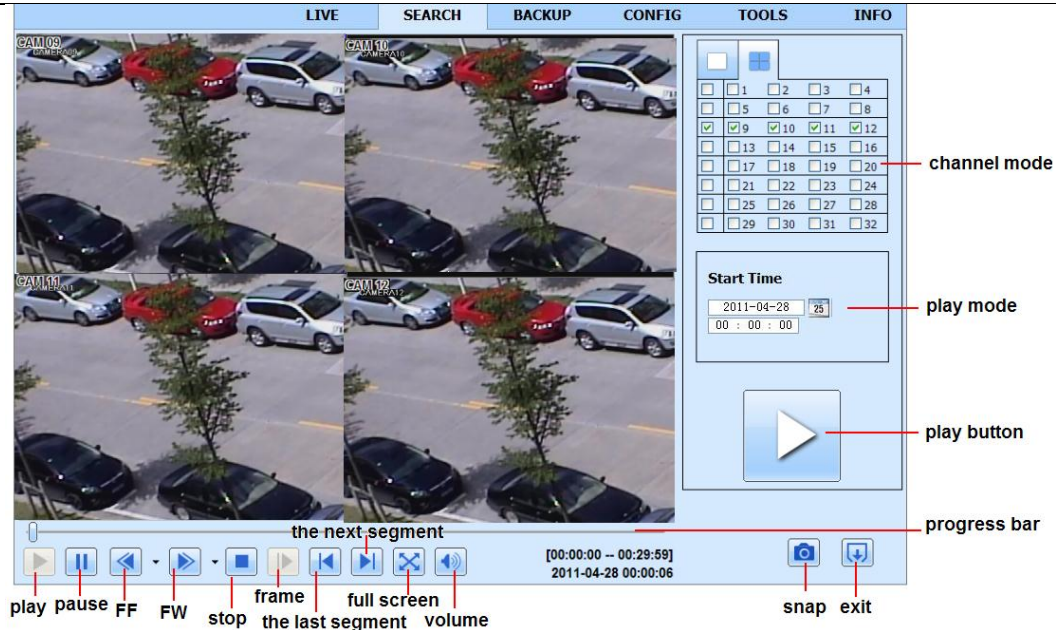 LIVE SEARCH BACKUP CONFIG TOOLS INFO
CAM 09
CAMERA09
CAM 10
CAMERA10
1 2 3 4
5 6 7 8
9 10 11 12
13 14 15 16
17 18 19 20
21 22 23 24
25 26 27 28
29 30 31 32
channel mode
CAM 11
CAMERA11
CAM 12
CAMERA12
Start Time
2011-04-28 25
00 : 00 : 00
play mode
play button
progress bar
the next segment
[00:00:00 -- 00:29:59]
2011-04-28 00:00:06
play pause FF FW stop frame the last segment full screen volume snap exit